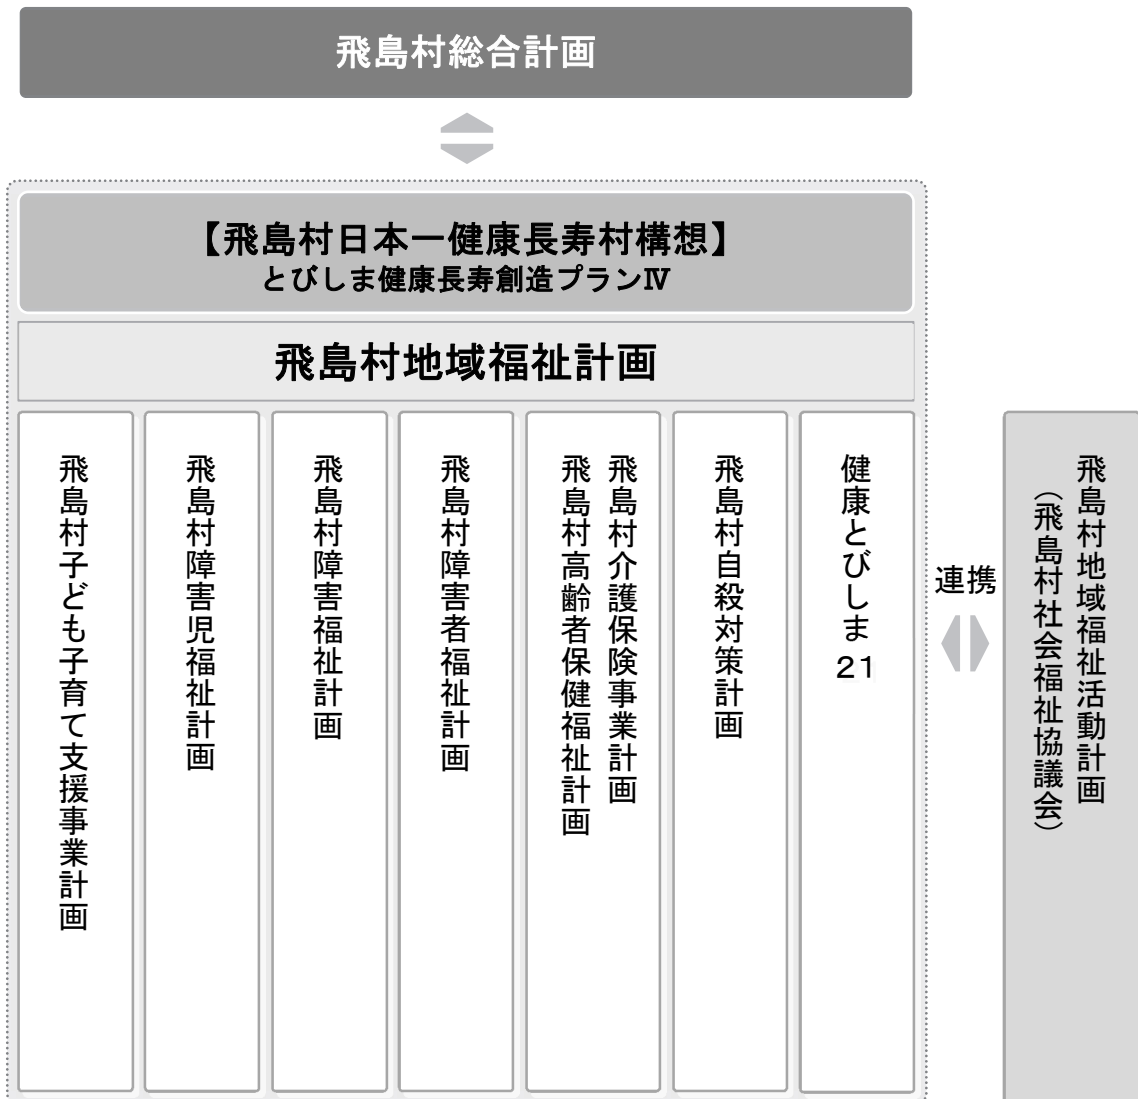 飛島村総合計画
【飛島村日本一健康長寿村構想】
とびしま健康長寿創造プランⅣ
飛島村地域福祉計画
飛島村子ども子育て支援事業計画
飛島村障害児福祉計画
飛島村障害福祉計画
飛島村障害者福祉計画
飛島村介護保険事業計画
飛島村高齢者保健福祉計画
飛島村自殺対策計画
健康とびしま21
連携
飛島村地域福祉活動計画
（飛島村社会福祉協議会）